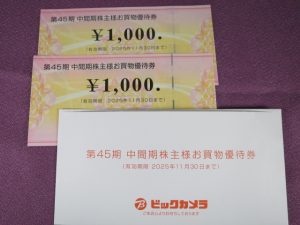 第45期 中間期株主様お買物優待券
¥1,000.
(有効期限 2025年11月30日まで)
第45期 中間期株主様お買物優待券
¥1,000.
(有効期限 2025年11月30日まで)
第45期 中間期株主様お買物優待券
(有効期限 2025年11月30日まで)
ビックカメラ